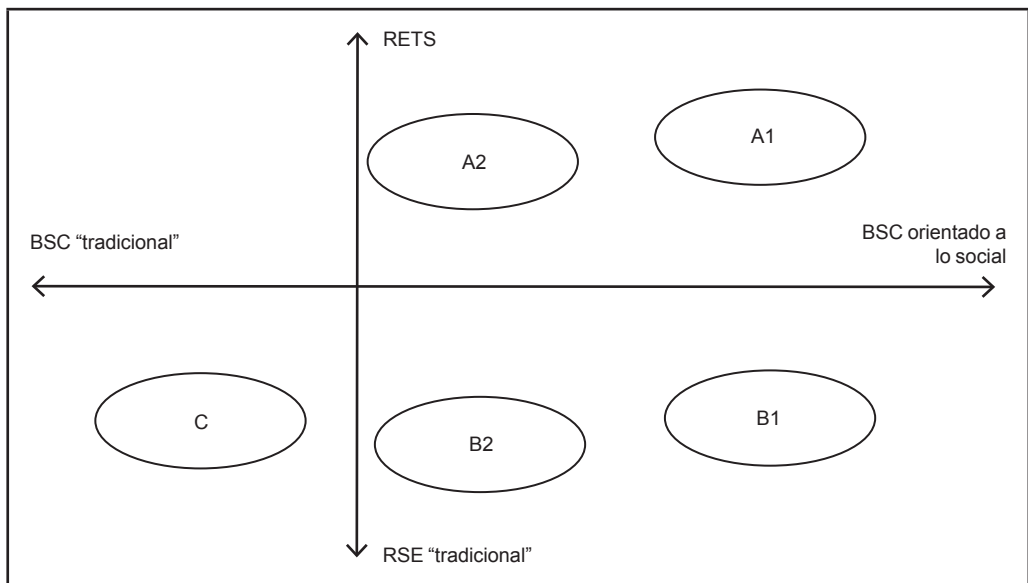 RETS
A1
A2
BSC “tradicional”
BSC orientado a
lo social
C
B2
B1
RSE “tradicional”